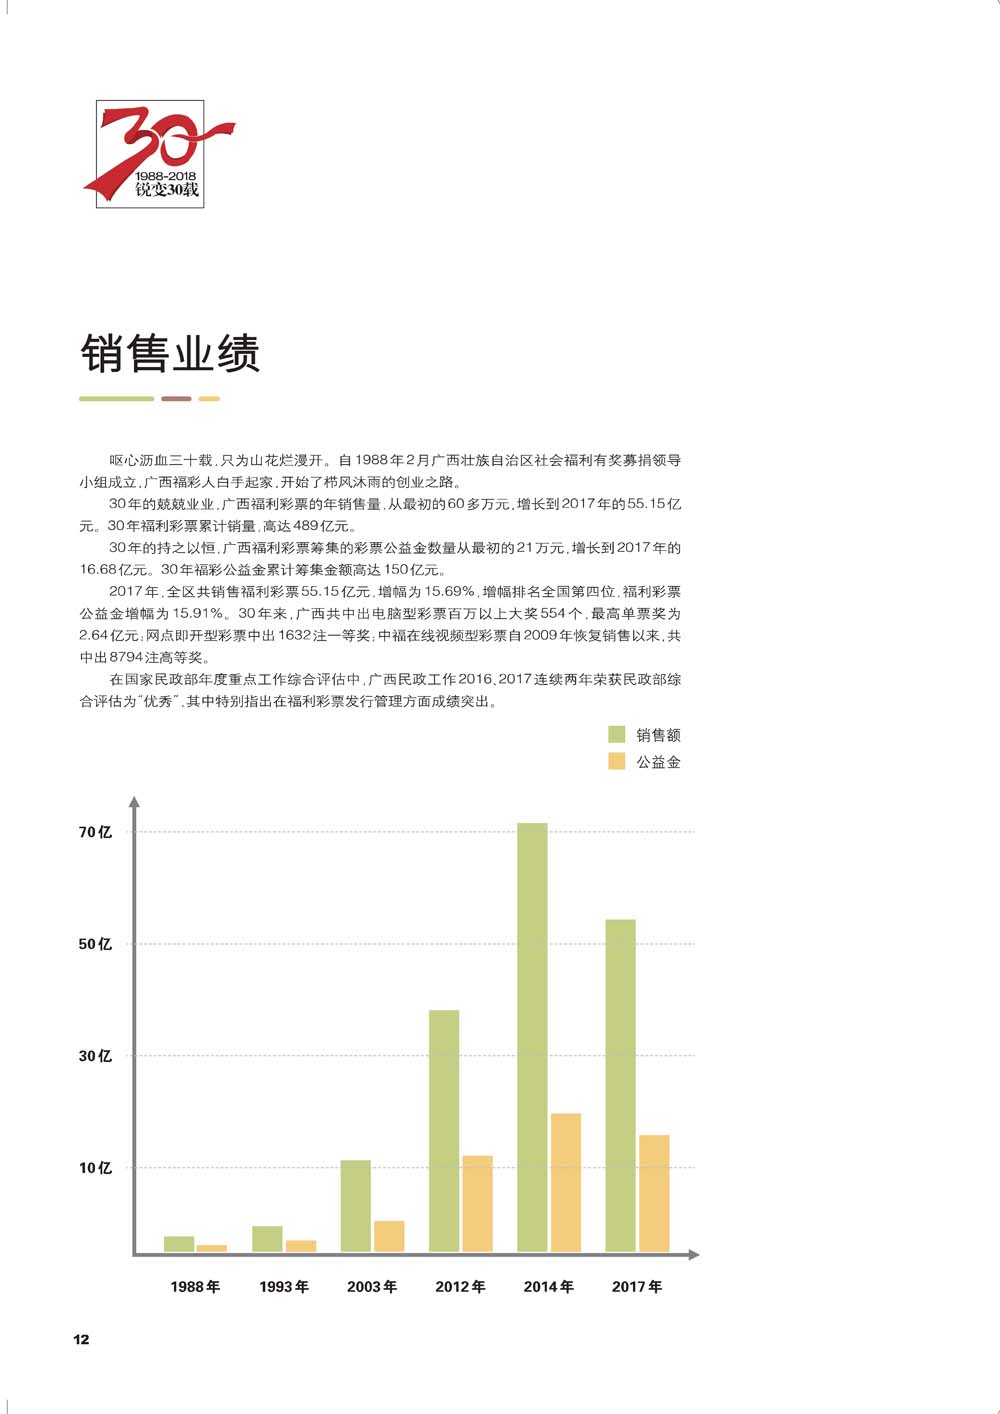 30
1988-2018
锐变30载
销售业绩
呕心沥血三十载，只为山花烂漫开。自1988年2月广西壮族自治区社会福利有奖募捐领导
小组成立，广西福彩人白手起家，开始了栉风沐雨的创业之路。
30年的兢兢业业，广西福利彩票的年销售量，从最初的60多万元，增长到2017年的55.15亿
元。30年福利彩票累计销量，高达489亿元。
30年的持之以恒，广西福利彩票筹集的彩票公益金数量从最初的21万元，增长到2017年的
16.68亿元。30年福彩公益金累计筹集金额高达150亿元。
2017年，全区共销售福利彩票55.15亿元，增幅为15.69%，增幅排名全国第四位，福利彩票
公益金增幅为15.91%。30年来，广西共中出电脑型彩票百万以上大奖554个，最高单票奖为
2.64亿元；网点即开型彩票中出1632注一等奖；中福在线视频型彩票自2009年恢复销售以来，共
中出8794注高等奖。
在国家民政部年度重点工作综合评估中，广西民政工作2016、2017连续两年荣获民政部综
合评估为“优秀”，其中特别指出在福利彩票发行管理方面成绩突出。
销售额
公益金
70亿
50亿
30亿
10亿
1988年 1993年 2003年 2012年 2014年 2017年
12